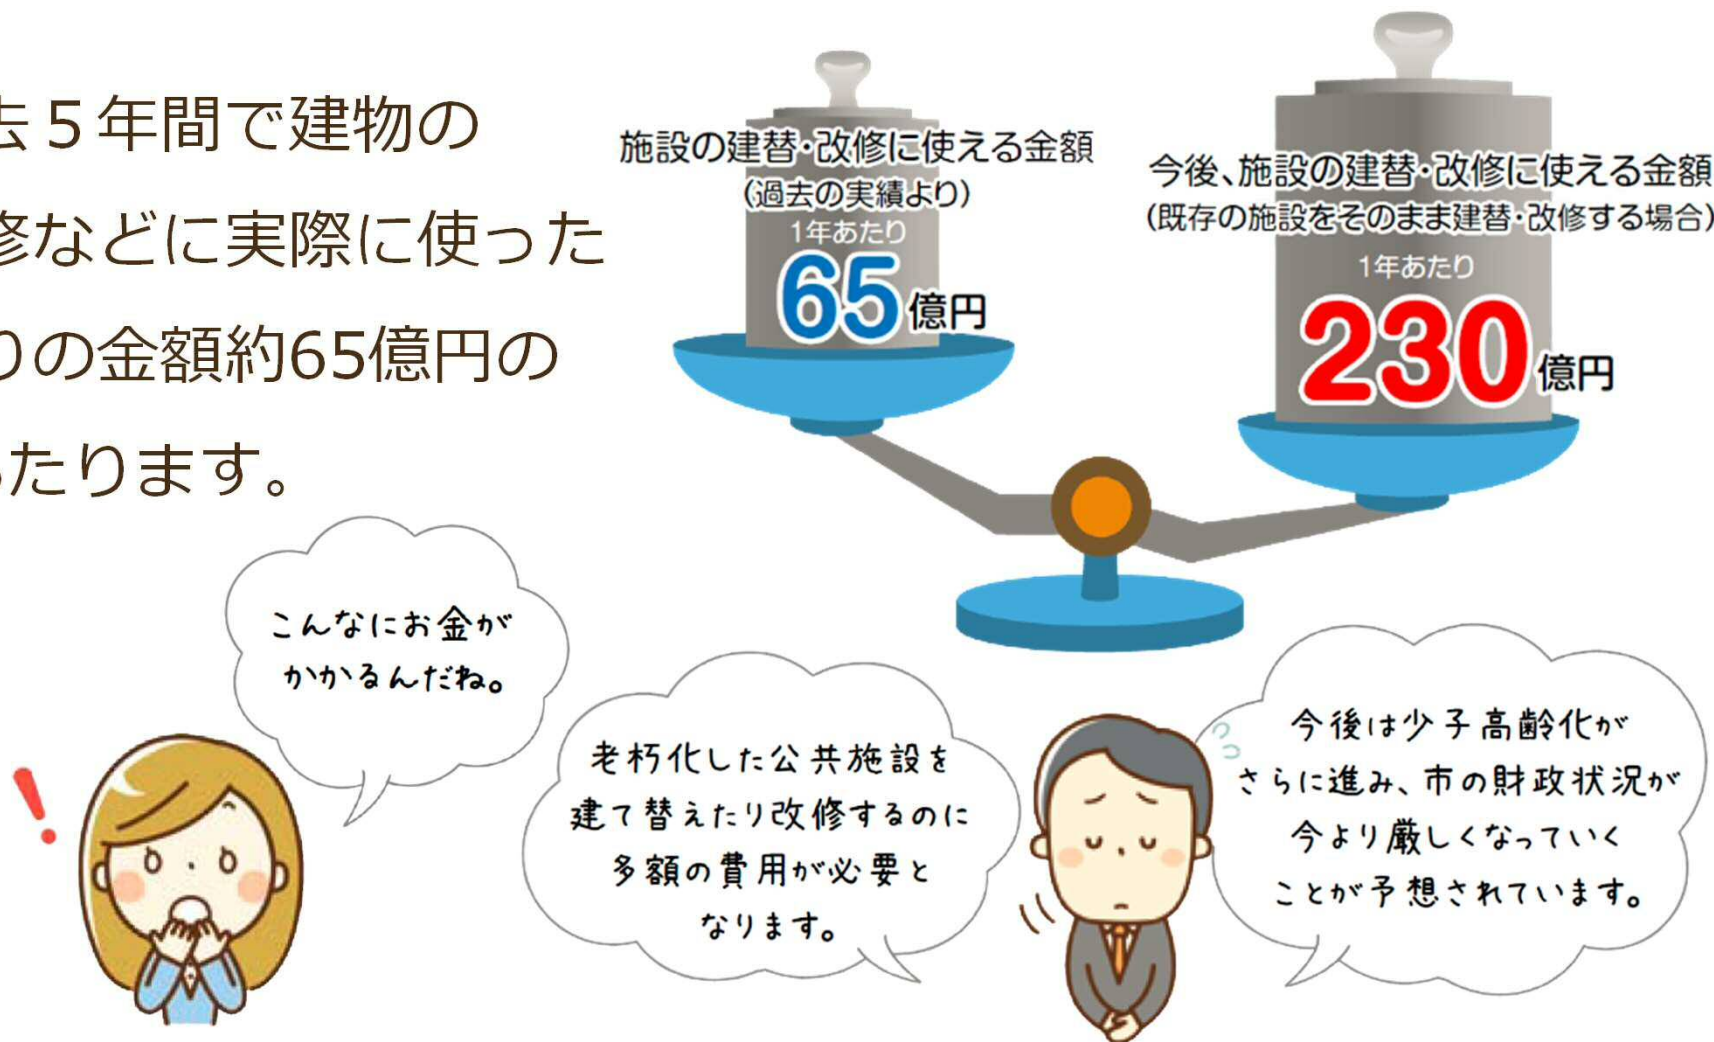 去５年間で建物の
修などに実際に使った
りの金額約65億円の
たります。
施設の建替・改修に使える金額
（過去の実績より）
1年あたり
65億円
今後、施設の建替・改修に使える金額
（既存の施設をそのまま建替・改修する場合）
1年あたり
230億円
こんなにお金が
かかるんだね。
老朽化した公共施設を
建て替えたり改修するのに
多額の費用が必要と
なります。
今後は少子高齢化が
さらに進み、市の財政状況が
今より厳しくなっていく
ことが予想されています。